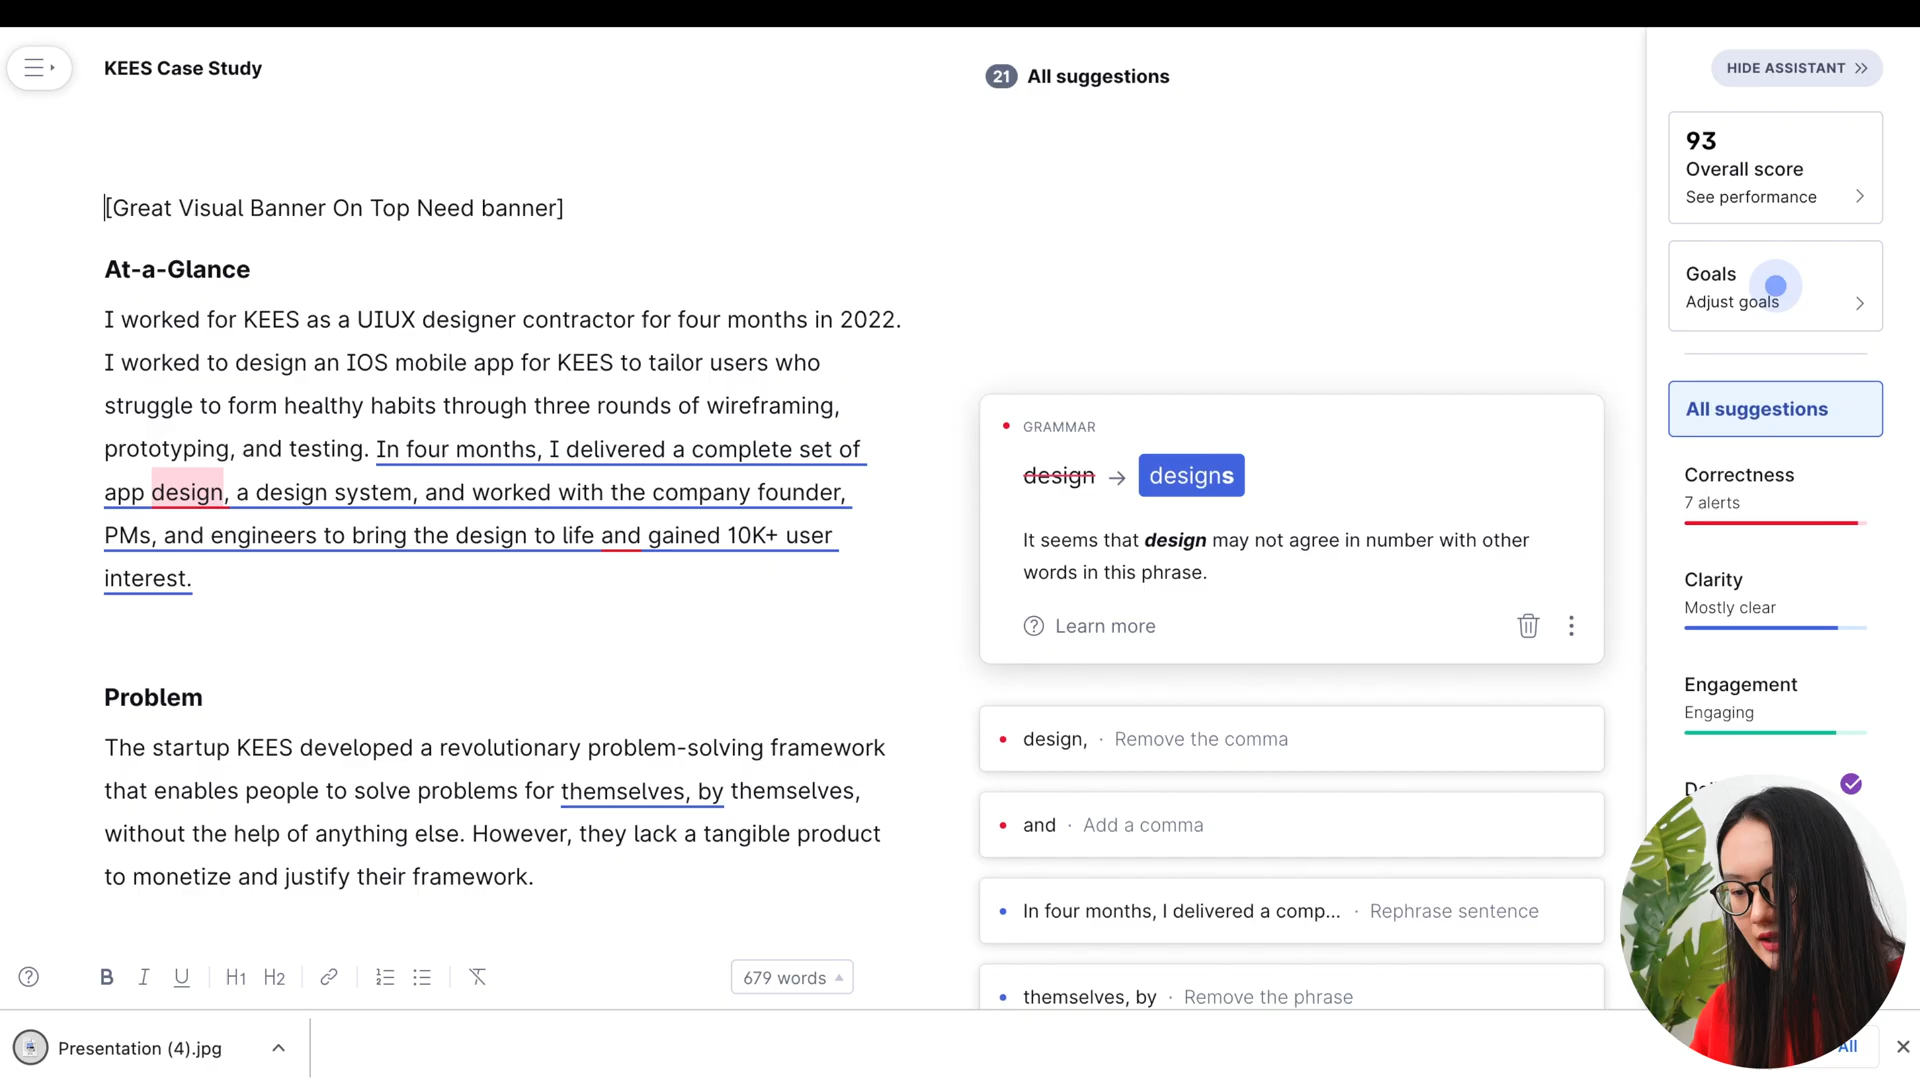 KEES Case Study
[Great Visual Banner On Top Need banner]
At-a-Glance
I worked for KEES as a UIUX designer contractor for four months in 2022.
I worked to design an IOS mobile app for KEES to tailor users who
struggle to form healthy habits through three rounds of wireframing,
prototyping, and testing. In four months, I delivered a complete set of
app design, a design system, and worked with the company founder,
PMs, and engineers to bring the design to life and gained 10K+ user
interest.
Problem
The startup KEES developed a revolutionary problem-solving framework
that enables people to solve problems for themselves, by themselves,
without the help of anything else. However, they lack a tangible product
to monetize and justify their framework.
B I U H1 H2
679 words
Presentation (4).jpg
21 All suggestions
GRAMMAR
design → designs
It seems that design may not agree in number with other
words in this phrase.
Learn more
design, · Remove the comma
and · Add a comma
In four months, I delivered a comp... · Rephrase sentence
themselves, by · Remove the phrase
HIDE ASSISTANT
93
Overall score
See performance
Goals
Adjust goals
All suggestions
Correctness
7 alerts
Clarity
Mostly clear
Engagement
Engaging
All